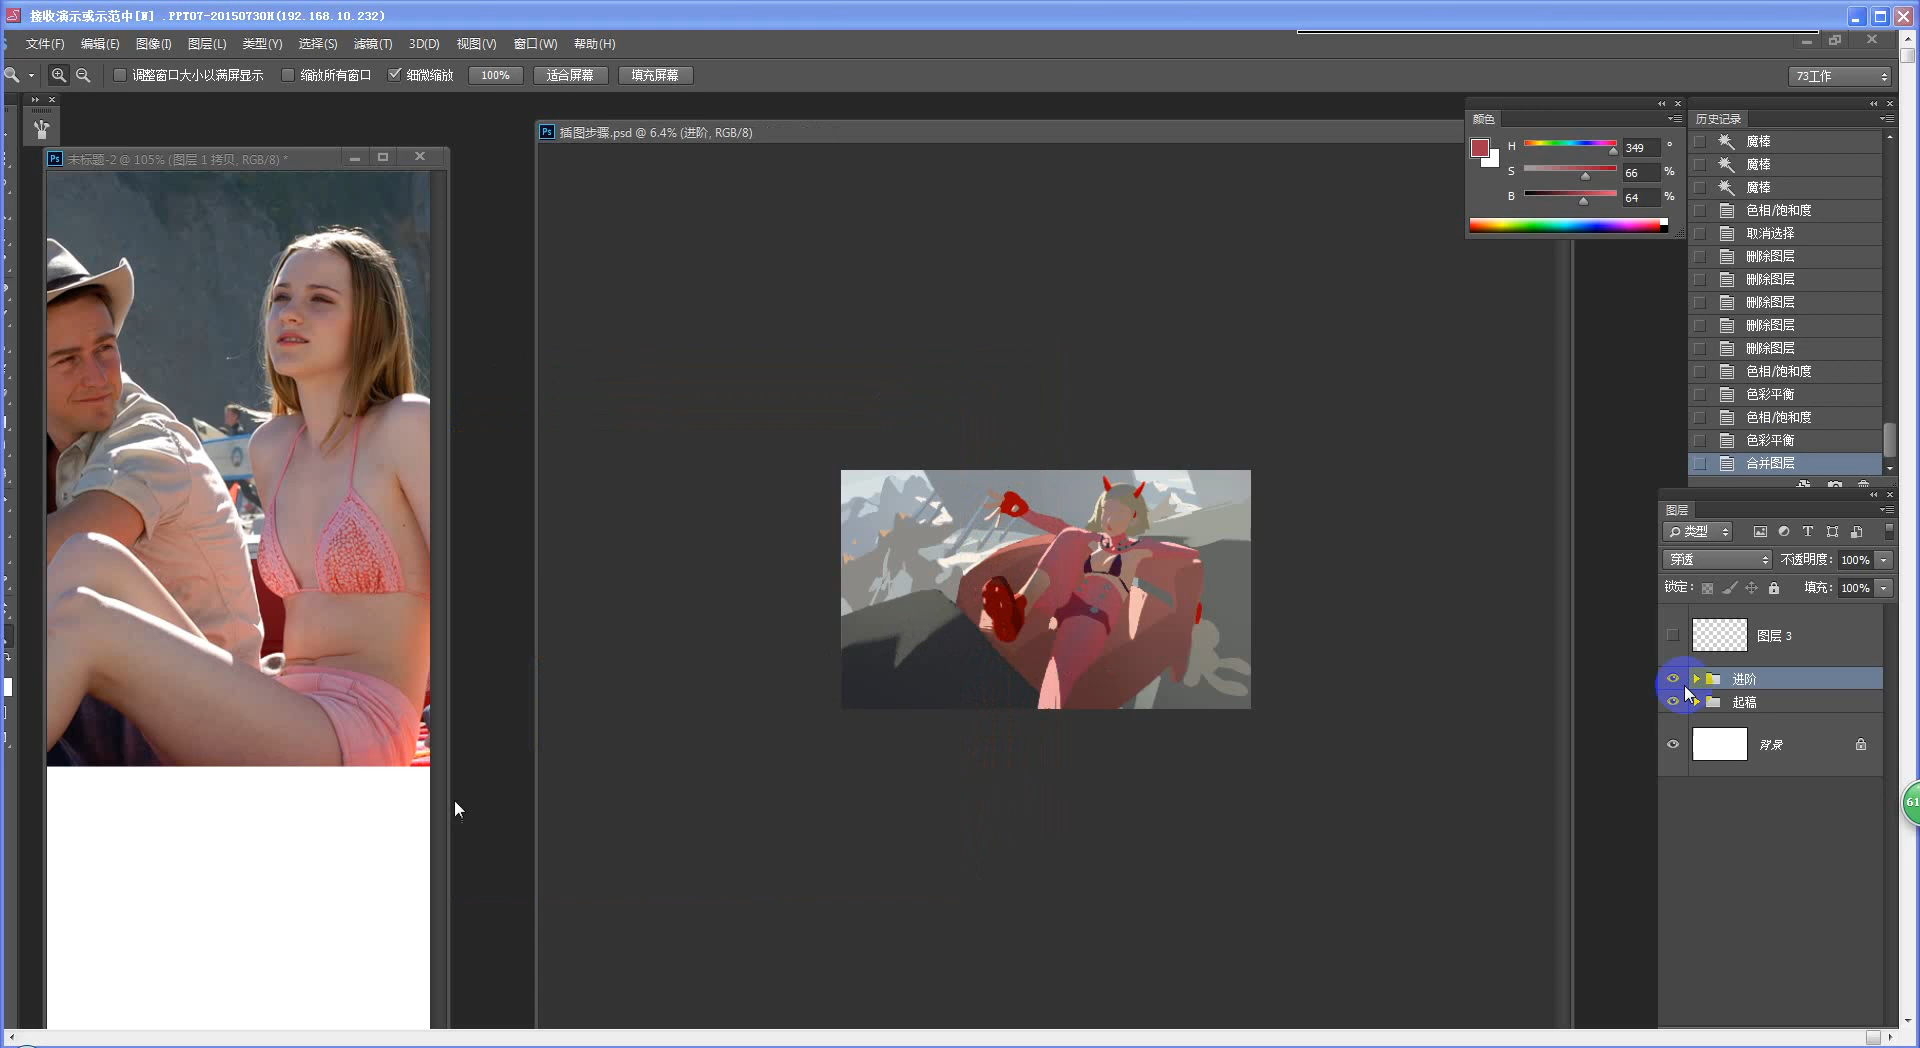 接收演示或示范中[W] .PPT07-20150730H(192.168.10.232)
文件(F) 编辑(E) 图像(I) 图层(L) 类型(Y) 选择(S) 滤镜(T) 3D(D) 视图(V) 窗口(W) 帮助(H)
调整窗口大小以满屏显示 缩放所有窗口 细微缩放 100% 适合屏幕 填充屏幕 73工作
Ps 未标题-2 @ 105% (图层 1 拷贝, RGB/8) *
Ps 插图步骤.psd @ 6.4% (进阶, RGB/8)
颜色
H 349 °
S 66 %
B 64 %
历史记录
魔棒
魔棒
魔棒
色相/饱和度
取消选择
删除图层
删除图层
删除图层
删除图层
删除图层
色相/饱和度
色彩平衡
色相/饱和度
色彩平衡
合并图层
图层
类型
穿透 不透明度: 100%
锁定: 填充: 100%
图层 3
进阶
起稿
背景
61